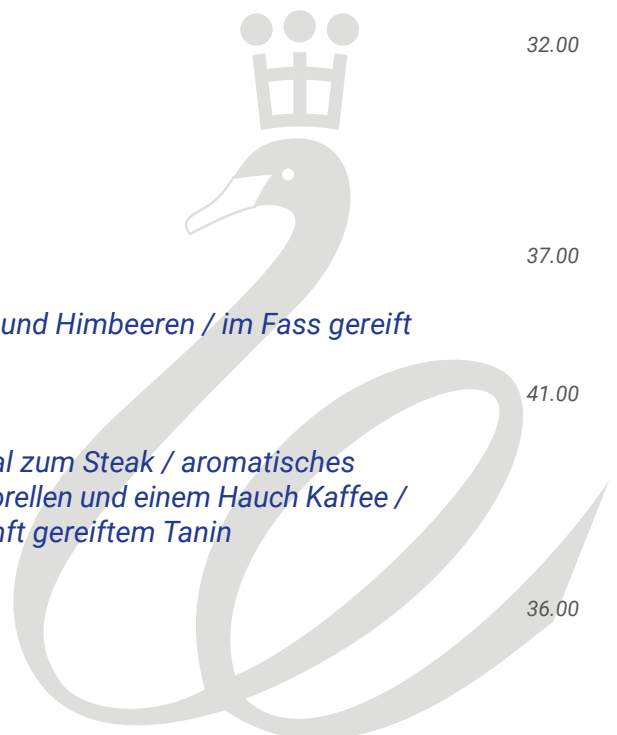 32.00
37.00
und Himbeeren / im Fass gereift
41.00
al zum Steak / aromatisches
orellen und einem Hauch Kaffee /
nft gereiftem Tanin
36.00